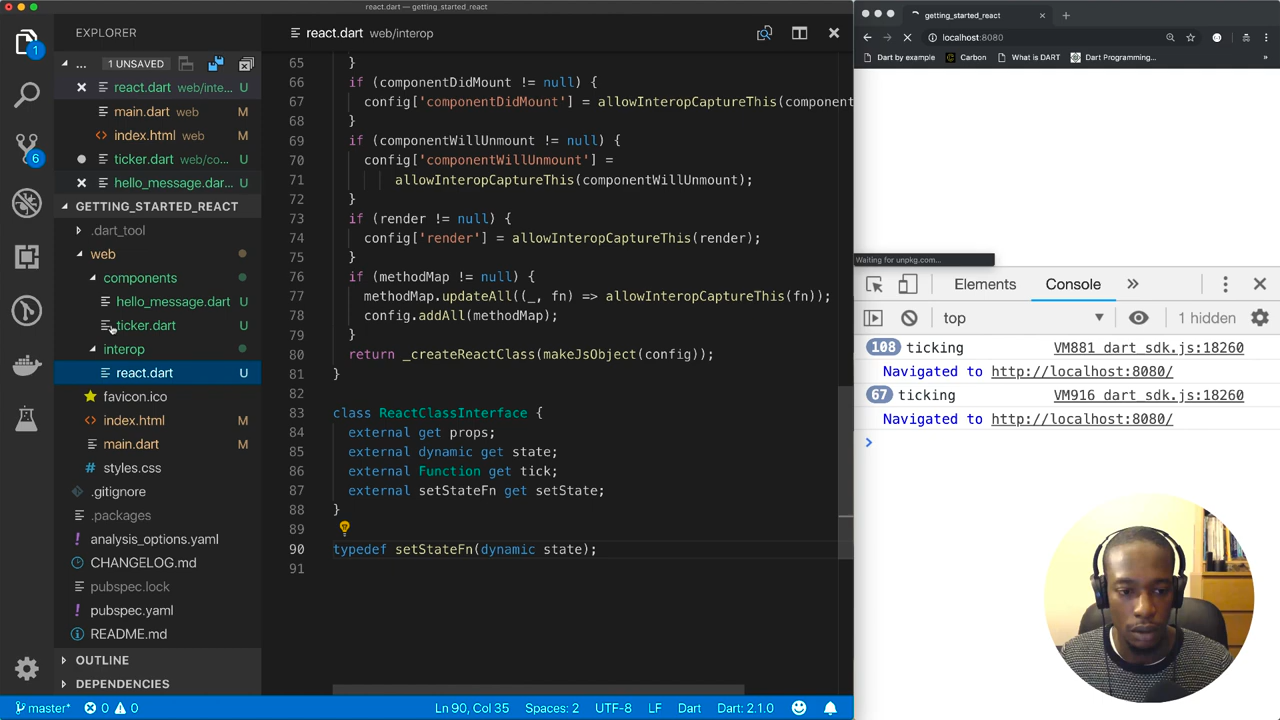 react.dart — getting_started_react
EXPLORER
... 1 UNSAVED
react.dart web/inte... U
main.dart web M
index.html web M
ticker.dart web/co... U
hello_message.dar... U
GETTING_STARTED_REACT
.dart_tool
web
components
hello_message.dart U
ticker.dart U
interop
react.dart U
favicon.ico
index.html M
main.dart M
styles.css
.gitignore
.packages
analysis_options.yaml
CHANGELOG.md
pubspec.lock
pubspec.yaml
README.md
OUTLINE
DEPENDENCIES
1
6
react.dart web/interop
65 }
66 if (componentDidMount != null) {
67 config['componentDidMount'] = allowInteropCaptureThis(component
68 }
69 if (componentWillUnmount != null) {
70 config['componentWillUnmount'] =
71 allowInteropCaptureThis(componentWillUnmount);
72 }
73 if (render != null) {
74 config['render'] = allowInteropCaptureThis(render);
75 }
76 if (methodMap != null) {
77 methodMap.updateAll((_, fn) => allowInteropCaptureThis(fn));
78 config.addAll(methodMap);
79 }
80 return _createReactClass(makeJsObject(config));
81 }
82
83 class ReactClassInterface {
84 external get props;
85 external dynamic get state;
86 external Function get tick;
87 external setStateFn get setState;
88 }
89
90 typedef setStateFn(dynamic state);
91
master* 0 0 Ln 90, Col 35 Spaces: 2 UTF-8 LF Dart Dart: 2.1.0
getting_started_react
localhost:8080
Dart by example Carbon What is DART Dart Programming... »
Waiting for unpkg.com...
Elements Console »
top 1 hidden
108 ticking VM881 dart_sdk.js:18260
Navigated to http://localhost:8080/
67 ticking VM916 dart_sdk.js:18260
Navigated to http://localhost:8080/
>